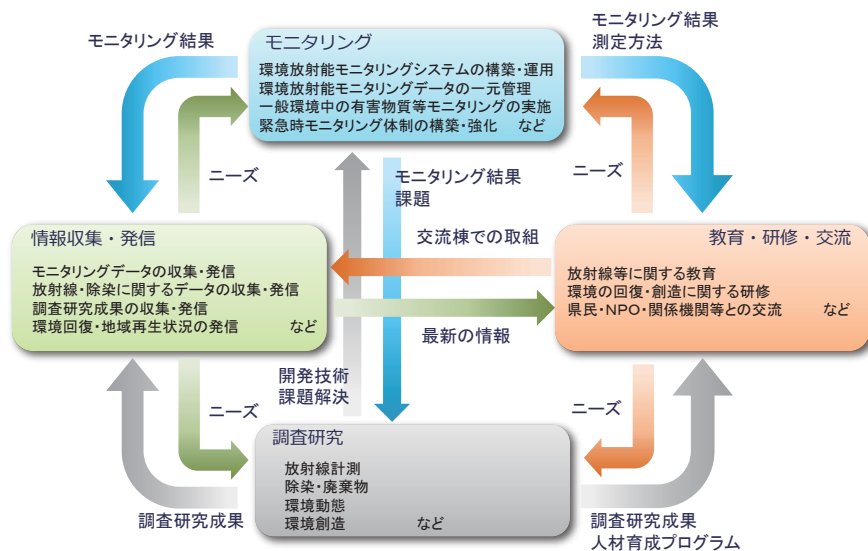 モニタリング結果
モニタリング
モニタリング結果
測定方法
環境放射能モニタリングシステムの構築・運用
環境放射能モニタリングデータの一元管理
一般環境中の有害物質等モニタリングの実施
緊急時モニタリング体制の構築・強化 など
ニーズ
ニーズ
モニタリング結果
課題
情報収集・発信
モニタリングデータの収集・発信
放射線・除染に関するデータの収集・発信
調査研究成果の収集・発信
環境回復・地域再生状況の発信 など
交流棟での取組
最新の情報
教育・研修・交流
放射線等に関する教育
環境の回復・創造に関する研修
県民・NPO・関係機関等との交流 など
開発技術
課題解決
ニーズ
ニーズ
調査研究
放射線計測
除染・廃棄物
環境動態
環境創造 など
調査研究成果
調査研究成果
人材育成プログラム